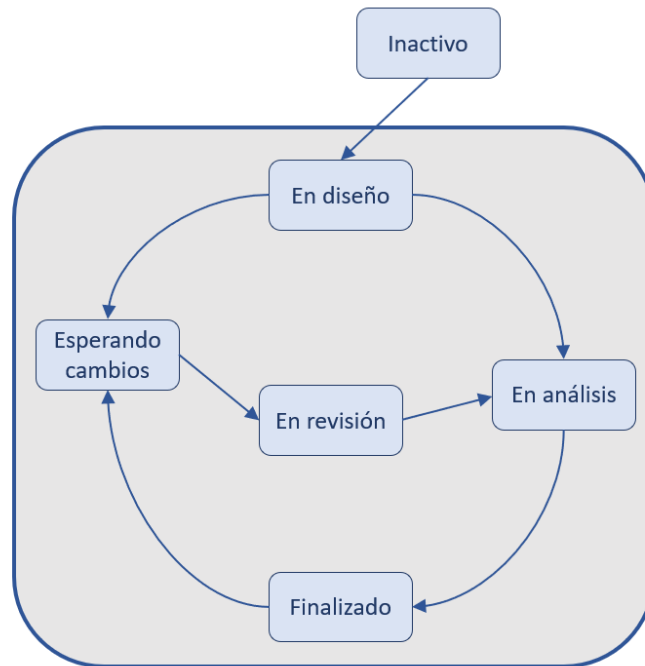 Inactivo
En diseño
Esperando
cambios
En análisis
En revisión
Finalizado